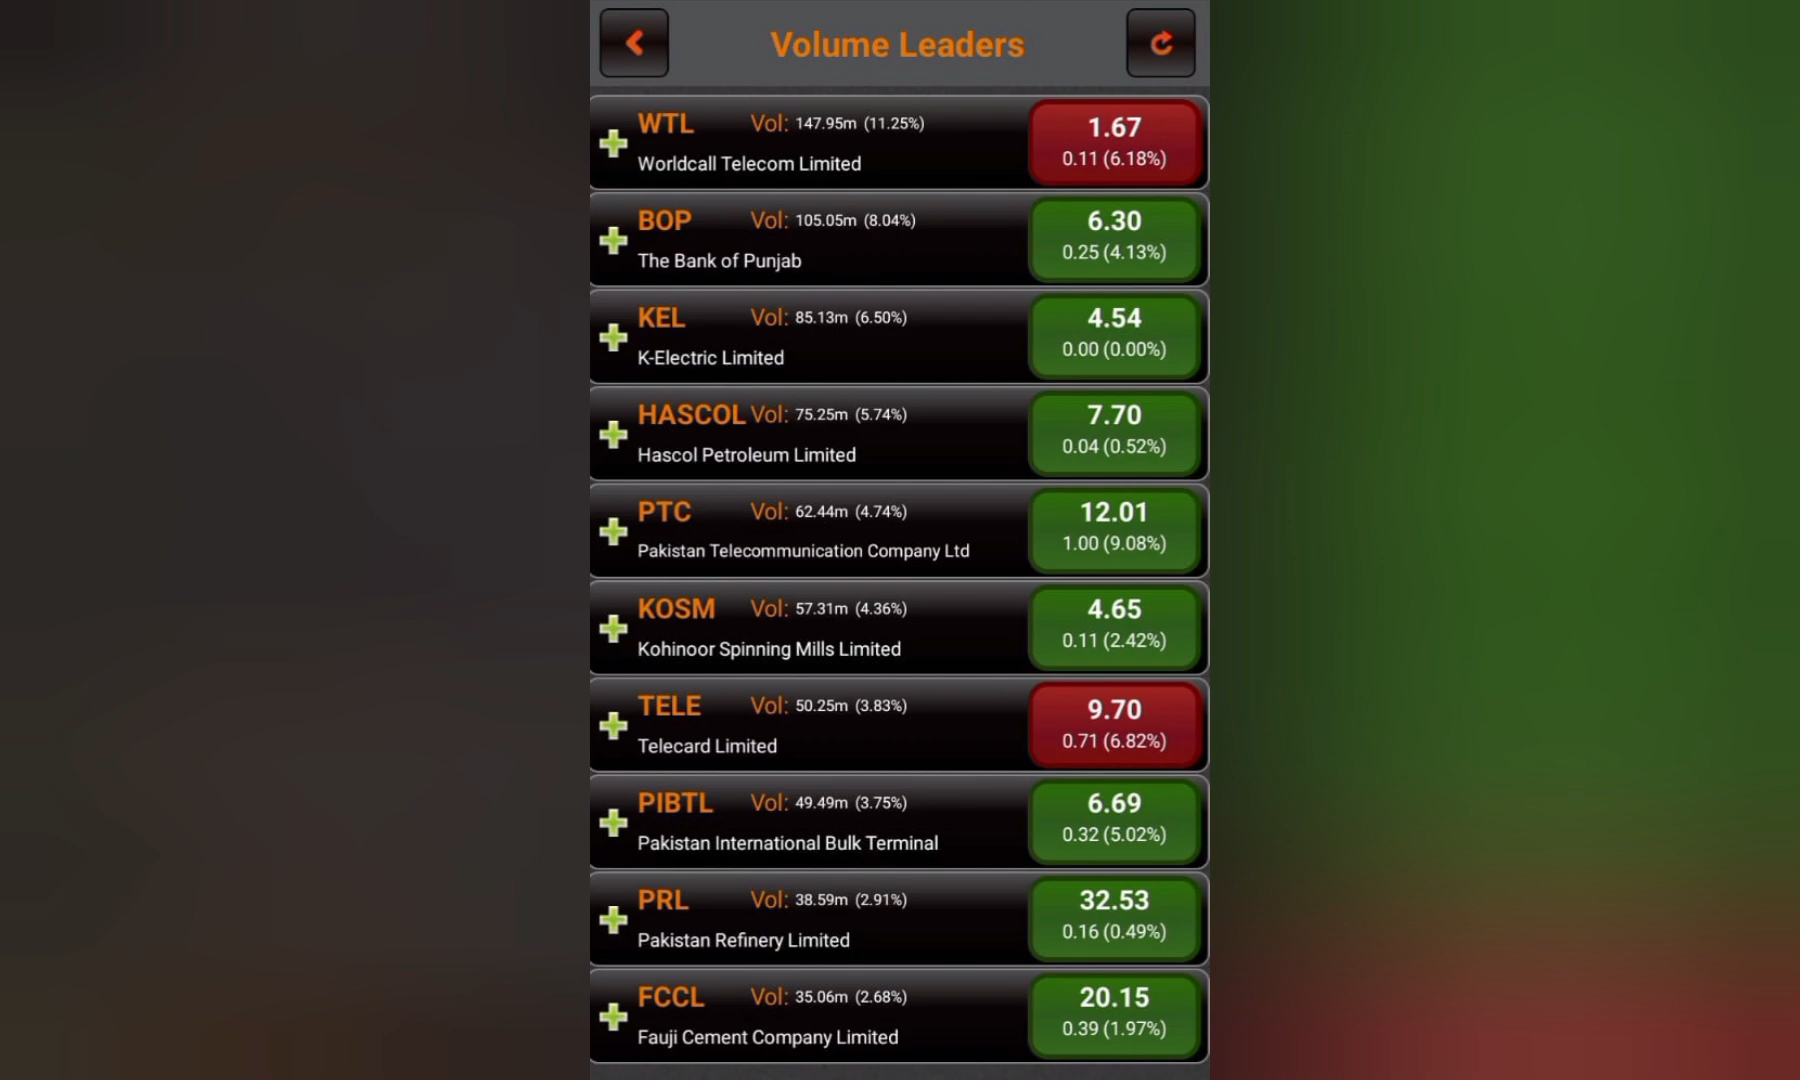 Volume Leaders
WTL Vol: 147.95m (11.25%) 1.67
Worldcall Telecom Limited 0.11 (6.18%)
BOP Vol: 105.05m (8.04%) 6.30
The Bank of Punjab 0.25 (4.13%)
KEL Vol: 85.13m (6.50%) 4.54
K-Electric Limited 0.00 (0.00%)
HASCOL Vol: 75.25m (5.74%) 7.70
Hascol Petroleum Limited 0.04 (0.52%)
PTC Vol: 62.44m (4.74%) 12.01
Pakistan Telecommunication Company Ltd 1.00 (9.08%)
KOSM Vol: 57.31m (4.36%) 4.65
Kohinoor Spinning Mills Limited 0.11 (2.42%)
TELE Vol: 50.25m (3.83%) 9.70
Telecard Limited 0.71 (6.82%)
PIBTL Vol: 49.49m (3.75%) 6.69
Pakistan International Bulk Terminal 0.32 (5.02%)
PRL Vol: 38.59m (2.91%) 32.53
Pakistan Refinery Limited 0.16 (0.49%)
FCCL Vol: 35.06m (2.68%) 20.15
Fauji Cement Company Limited 0.39 (1.97%)